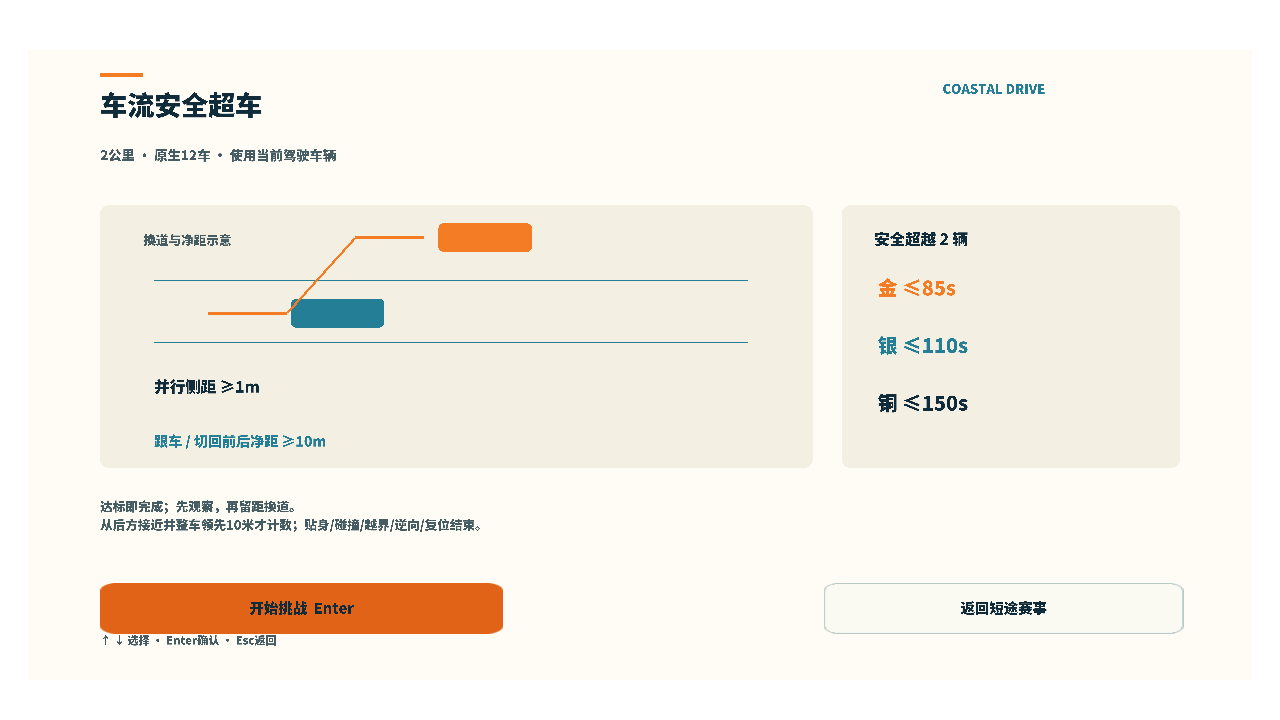 车流安全超车
COASTAL DRIVE
2公里 · 原生12车 · 使用当前驾驶车辆
换道与净距示意
并行侧距 ≥1m
跟车 / 切回前后净距 ≥10m
安全超越 2 辆
金 ≤85s
银 ≤110s
铜 ≤150s
达标即完成；先观察，再留距换道。
从后方接近并整车领先10米才计数；贴身/碰撞/越界/逆向/复位结束。
开始挑战 Enter
返回短途赛事
↑ ↓ 选择 · Enter确认 · Esc返回